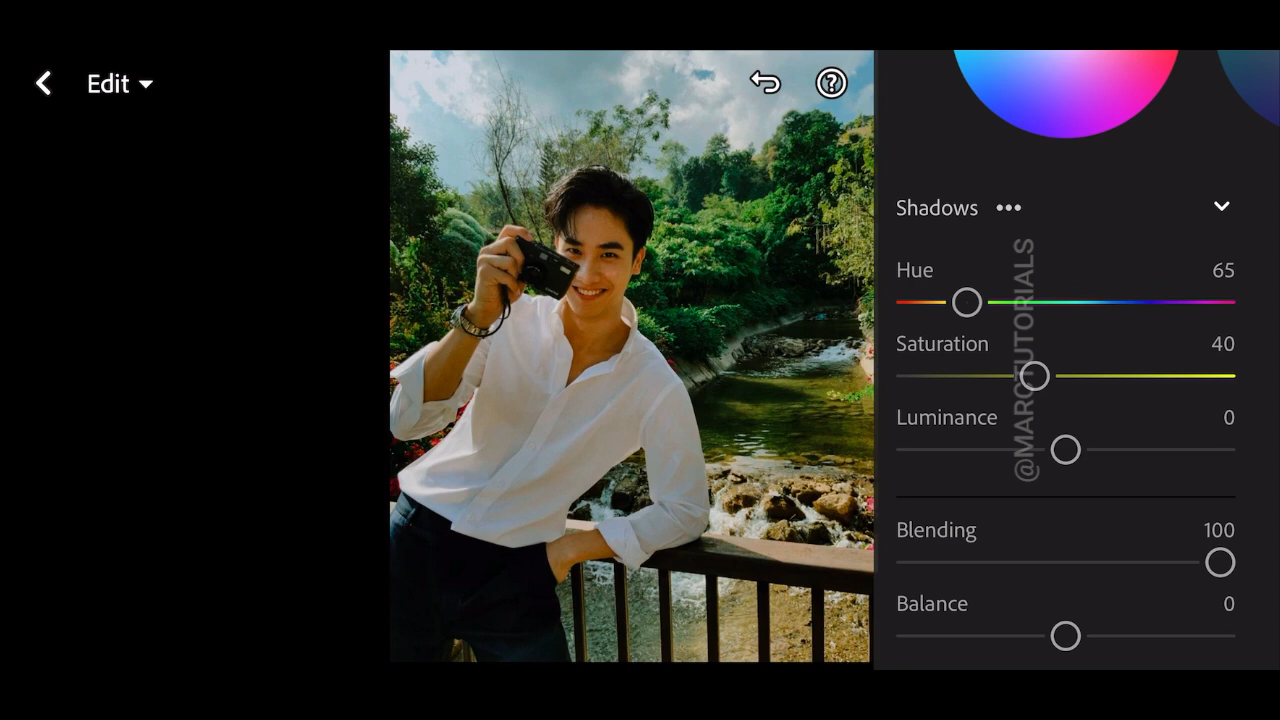 Edit
Shadows
Hue 65
Saturation 40
Luminance 0
Blending 100
Balance 0
@MARCTUTORIALS